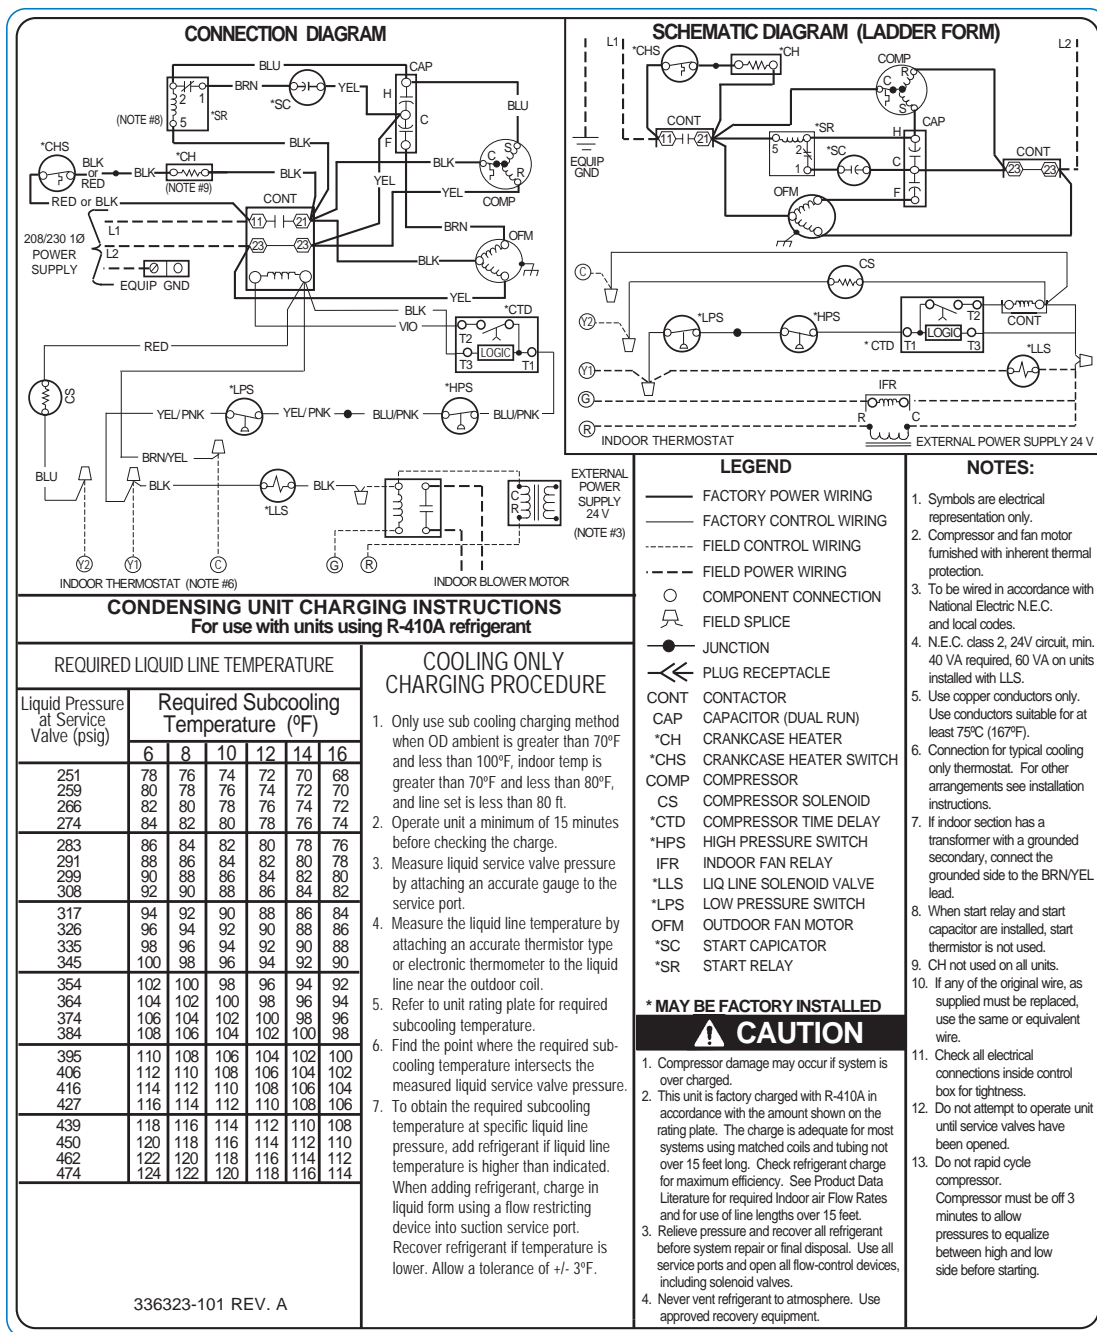 CONNECTION DIAGRAM
BLU
CAP
BRN
YEL
H
2 1
*SC
*SR
(NOTE #8)
5
C
BLU
BLK
F
*CHS
BLK
or
RED
*CH
BLK
BLK
(NOTE #9)
BLK
C
S
R
YEL
YEL
COMP
RED or BLK
CONT
11
21
L1
208/230 1Ø
POWER
SUPPLY
23
23
BRN
OFM
L2
BLK
EQUIP GND
YEL
BLK
*CTD
VIO
T2
LOGIC
T3
T1
RED
CS
*LPS
*HPS
YEL/ PNK
YEL/ PNK
BLU/PNK
BLU/PNK
BRN/YEL
BLU
BLK
BLK
*LLS
C
R
EXTERNAL
POWER
SUPPLY
24 V
(NOTE #3)
Y2
Y1
C
G
R
INDOOR THERMOSTAT (NOTE #6)
INDOOR BLOWER MOTOR
SCHEMATIC DIAGRAM (LADDER FORM)
L1
*CHS
*CH
L2
COMP
R
C
S
CAP
CONT
11
21
*SR
H
5
2
*SC
1
C
CONT
23
23
EQUIP
GND
OFM
F
C
CS
Y2
*LPS
*HPS
T2
LOGIC
CONT
* CTD
T1
T3
*LLS
Y1
IFR
G
R
C
R
INDOOR THERMOSTAT
EXTERNAL POWER SUPPLY 24 V
CONDENSING UNIT CHARGING INSTRUCTIONS
For use with units using R-410A refrigerant
REQUIRED LIQUID LINE TEMPERATURE
Liquid Pressure
at Service
Valve (psig)
Required Subcooling
Temperature (ºF)
6 8 10 12 14 16
251 78 76 74 72 70 68
259 80 78 76 74 72 70
266 82 80 78 76 74 72
274 84 82 80 78 76 74
283 86 84 82 80 78 76
291 88 86 84 82 80 78
299 90 88 86 84 82 80
308 92 90 88 86 84 82
317 94 92 90 88 86 84
326 96 94 92 90 88 86
335 98 96 94 92 90 88
345 100 98 96 94 92 90
354 102 100 98 96 94 92
364 104 102 100 98 96 94
374 106 104 102 100 98 96
384 108 106 104 102 100 98
395 110 108 106 104 102 100
406 112 110 108 106 104 102
416 114 112 110 108 106 104
427 116 114 112 110 108 106
439 118 116 114 112 110 108
450 120 118 116 114 112 110
462 122 120 118 116 114 112
474 124 122 120 118 116 114
336323-101 REV. A
COOLING ONLY
CHARGING PROCEDURE
1. Only use sub cooling charging method
when OD ambient is greater than 70ºF
and less than 100ºF, indoor temp is
greater than 70ºF and less than 80ºF,
and line set is less than 80 ft.
2. Operate unit a minimum of 15 minutes
before checking the charge.
3. Measure liquid service valve pressure
by attaching an accurate gauge to the
service port.
4. Measure the liquid line temperature by
attaching an accurate thermistor type
or electronic thermometer to the liquid
line near the outdoor coil.
5. Refer to unit rating plate for required
subcooling temperature.
6. Find the point where the required sub-
cooling temperature intersects the
measured liquid service valve pressure.
7. To obtain the required subcooling
temperature at specific liquid line
pressure, add refrigerant if liquid line
temperature is higher than indicated.
When adding refrigerant, charge in
liquid form using a flow restricting
device into suction service port.
Recover refrigerant if temperature is
lower. Allow a tolerance of +/- 3ºF.
LEGEND
FACTORY POWER WIRING
FACTORY CONTROL WIRING
FIELD CONTROL WIRING
FIELD POWER WIRING
COMPONENT CONNECTION
FIELD SPLICE
JUNCTION
PLUG RECEPTACLE
CONT CONTACTOR
CAP CAPACITOR (DUAL RUN)
*CH CRANKCASE HEATER
*CHS CRANKCASE HEATER SWITCH
COMP COMPRESSOR
CS COMPRESSOR SOLENOID
*CTD COMPRESSOR TIME DELAY
*HPS HIGH PRESSURE SWITCH
IFR INDOOR FAN RELAY
*LLS LIQ LINE SOLENOID VALVE
*LPS LOW PRESSURE SWITCH
OFM OUTDOOR FAN MOTOR
*SC START CAPICATOR
*SR START RELAY
* MAY BE FACTORY INSTALLED
CAUTION
1. Compressor damage may occur if system is
over charged.
2. This unit is factory charged with R-410A in
accordance with the amount shown on the
rating plate. The charge is adequate for most
systems using matched coils and tubing not
over 15 feet long. Check refrigerant charge
for maximum efficiency. See Product Data
Literature for required Indoor air Flow Rates
and for use of line lengths over 15 feet.
3. Relieve pressure and recover all refrigerant
before system repair or final disposal. Use all
service ports and open all flow-control devices,
including solenoid valves.
4. Never vent refrigerant to atmosphere. Use
approved recovery equipment.
NOTES:
1. Symbols are electrical
representation only.
2. Compressor and fan motor
furnished with inherent thermal
protection.
3. To be wired in accordance with
National Electric N.E.C.
and local codes.
4. N.E.C. class 2, 24V circuit, min.
40 VA required, 60 VA on units
installed with LLS.
5. Use copper conductors only.
Use conductors suitable for at
least 75ºC (167ºF).
6. Connection for typical cooling
only thermostat. For other
arrangements see installation
instructions.
7. If indoor section has a
transformer with a grounded
secondary, connect the
grounded side to the BRN/YEL
lead.
8. When start relay and start
capacitor are installed, start
thermistor is not used.
9. CH not used on all units.
10. If any of the original wire, as
supplied must be replaced,
use the same or equivalent
wire.
11. Check all electrical
connections inside control
box for tightness.
12. Do not attempt to operate unit
until service valves have
been opened.
13. Do not rapid cycle
compressor.
Compressor must be off 3
minutes to allow
pressures to equalize
between high and low
side before starting.